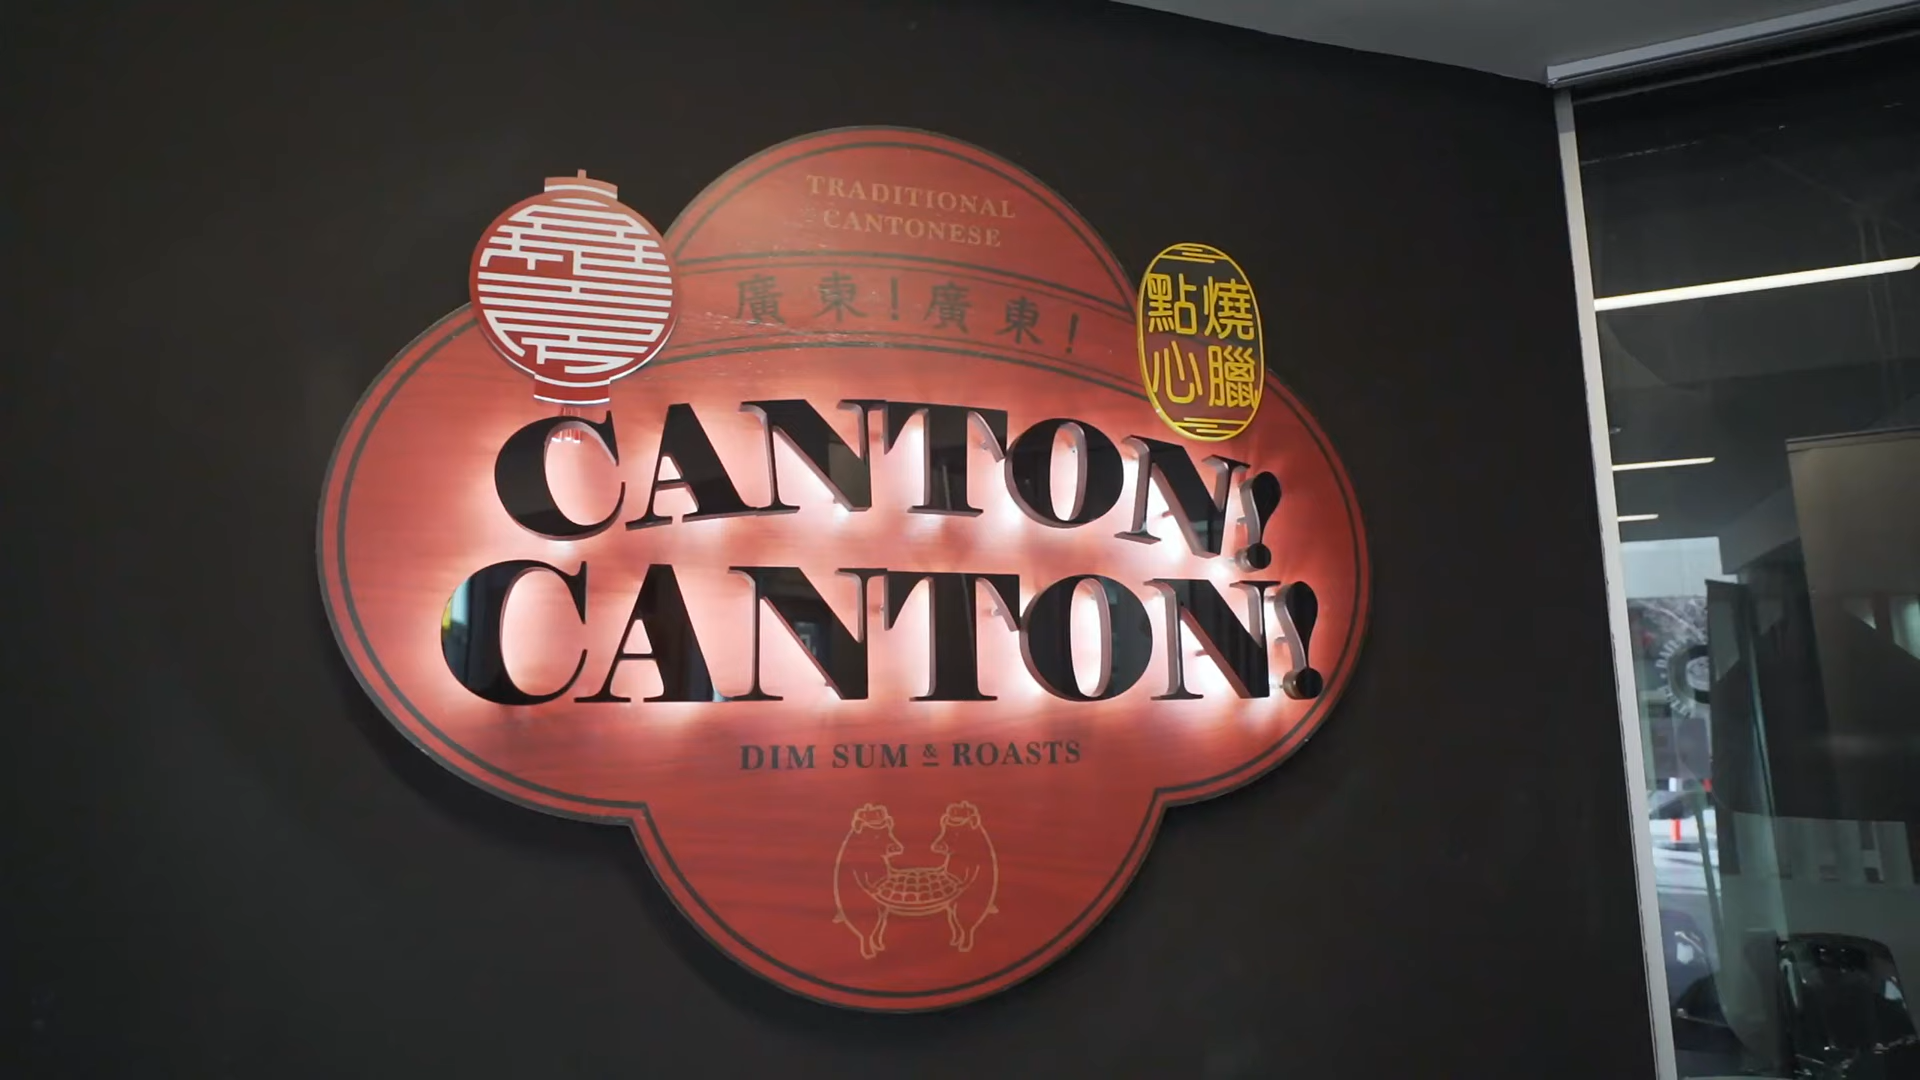 TRADITIONAL
CANTONESE
廣東！廣東！
燒臘
點心
CANTON!
CANTON!
DIM SUM & ROASTS